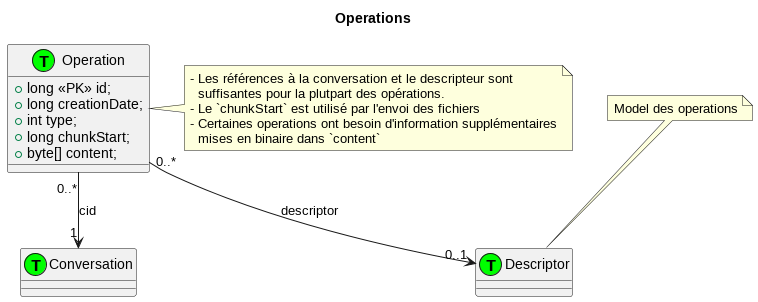 Operations
T Operation
long «PK» id;
long creationDate;
int type;
long chunkStart;
byte[] content;
- Les références à la conversation et le descripteur sont
suffisantes pour la plutpart des opérations.
- Le `chunkStart` est utilisé par l'envoi des fichiers
- Certaines operations ont besoin d'information supplémentaires
mises en binaire dans `content`
Model des operations
0..*
0..*
cid
descriptor
1
0..1
T Conversation
T Descriptor